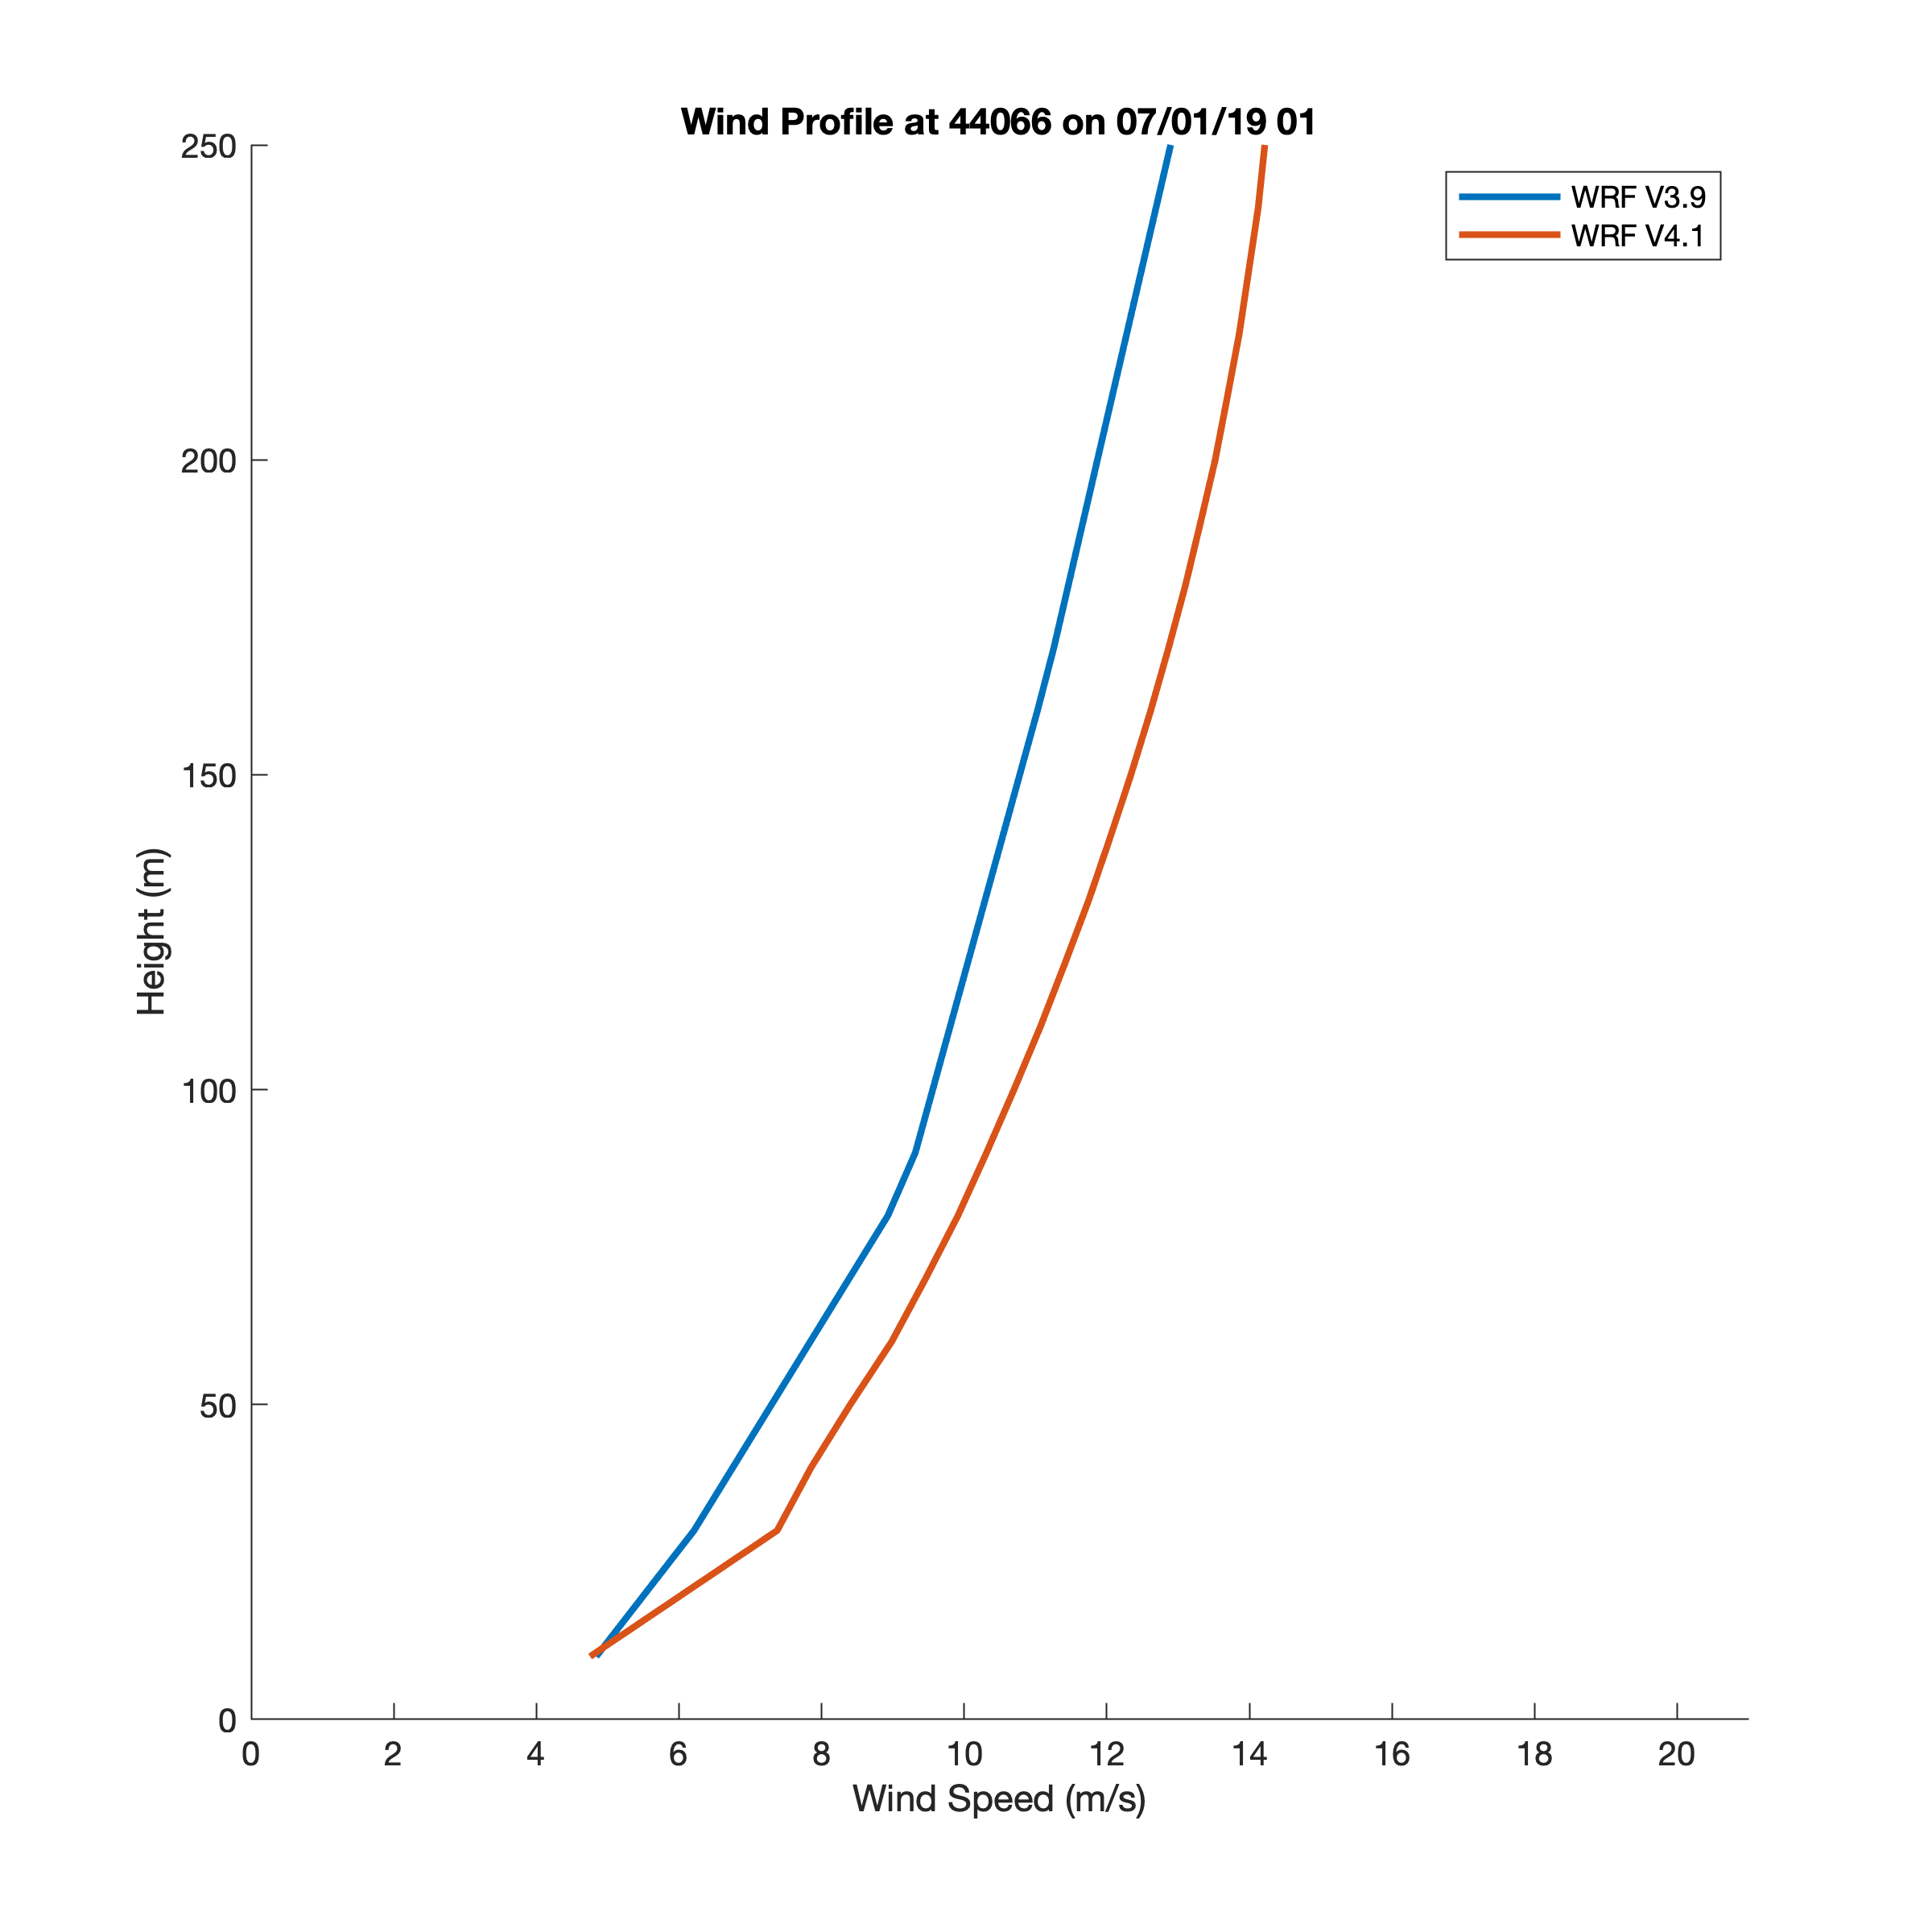 Wind Profile at 44066 on 07/01/19 01
WRF V3.9
WRF V4.1
250
200
150
100
50
0
Height (m)
0 2 4 6 8 10 12 14 16 18 20
Wind Speed (m/s)